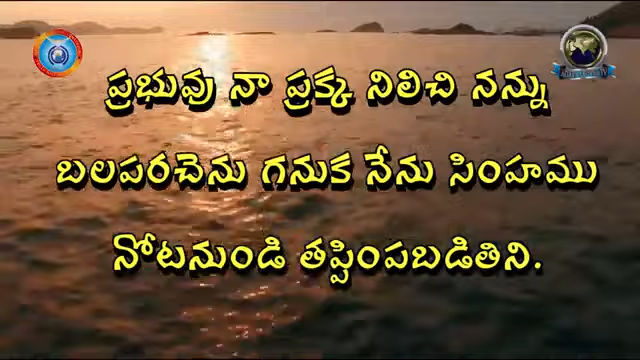 ప్రభువు నా ప్రక్క నిలిచి నన్ను
బలపరచెను గనుక నేను సింహము
నోటనుండి తప్పింపబడితిని.